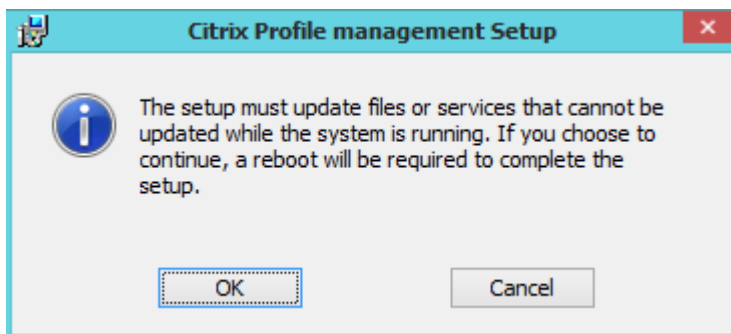 Citrix Profile management Setup
The setup must update files or services that cannot be
updated while the system is running. If you choose to
continue, a reboot will be required to complete the
setup.
OK
Cancel